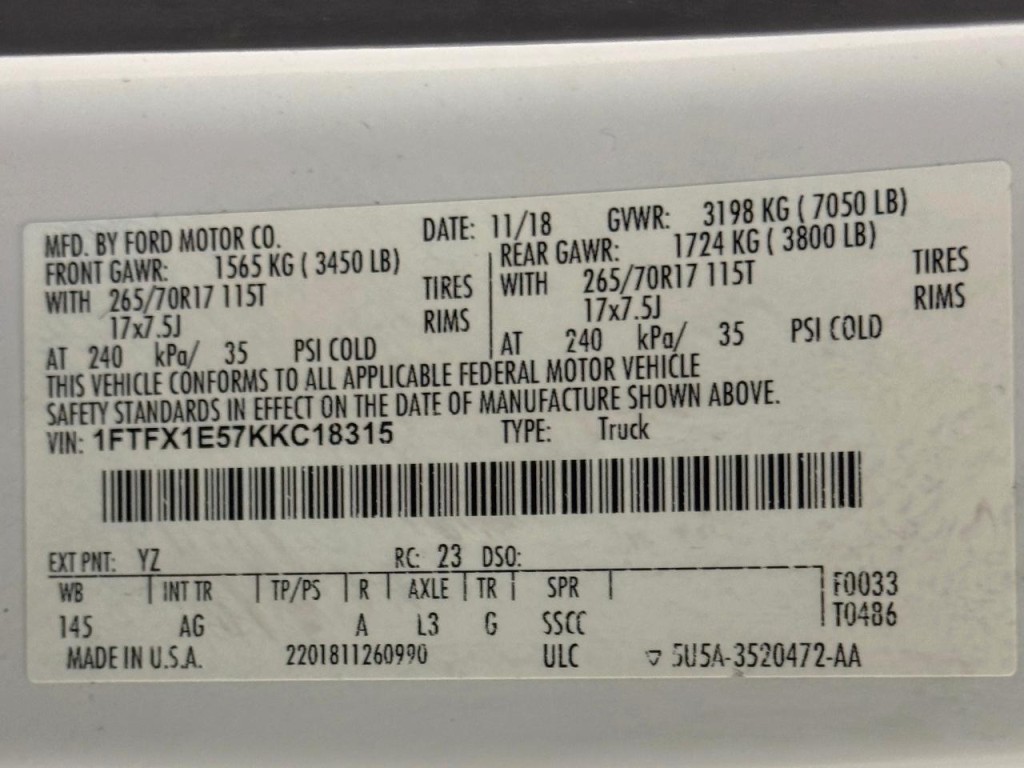 MFD. BY FORD MOTOR CO. DATE: 11/18 GVWR: 3198 KG ( 7050 LB)
FRONT GAWR: 1565 KG ( 3450 LB) REAR GAWR: 1724 KG ( 3800 LB)
WITH 265/70R17 115T TIRES WITH 265/70R17 115T TIRES
17x7.5J RIMS 17x7.5J RIMS
AT 240 kPa/ 35 PSI COLD AT 240 kPa/ 35 PSI COLD
THIS VEHICLE CONFORMS TO ALL APPLICABLE FEDERAL MOTOR VEHICLE
SAFETY STANDARDS IN EFFECT ON THE DATE OF MANUFACTURE SHOWN ABOVE.
VIN: 1FTFX1E57KKC18315 TYPE: Truck
EXT PNT: YZ RC: 23 DSO:
WB INT TR TP/PS R AXLE TR SPR F0033
145 AG A L3 G SSCC T0486
MADE IN U.S.A. 2201811260990 ULC 5U5A-3520472-AA